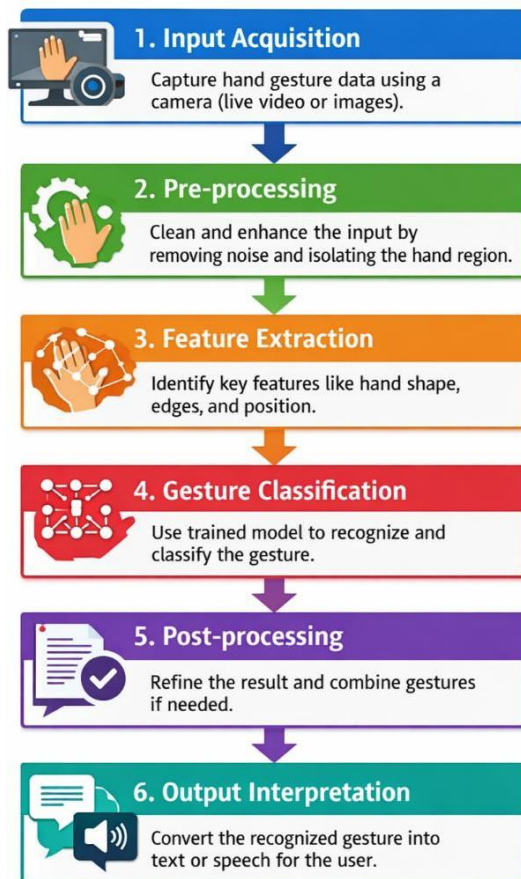 1. Input Acquisition
Capture hand gesture data using a
camera (live video or images).
2. Pre-processing
Clean and enhance the input by
removing noise and isolating the hand region.
3. Feature Extraction
Identify key features like hand shape,
edges, and position.
4. Gesture Classification
Use trained model to recognize and
classify the gesture.
5. Post-processing
Refine the result and combine gestures
if needed.
6. Output Interpretation
Convert the recognized gesture into
text or speech for the user.